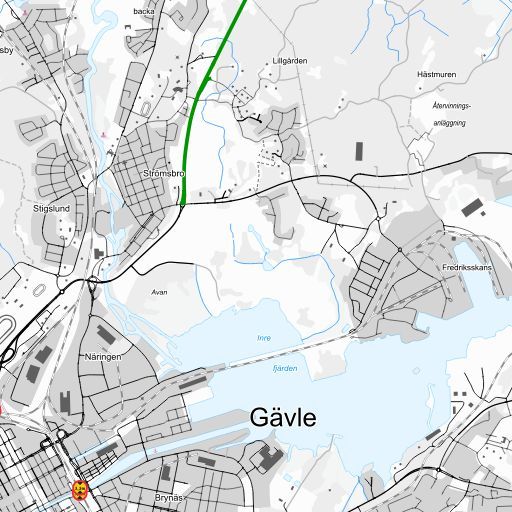 backa
sby
Lillgården
Hästmuren
Återvinnings-
anläggning
Strömsbro
Stigslund
Fredriksskans
Avan
Inre
fjärden
Näringen
Gävle
Brynäs